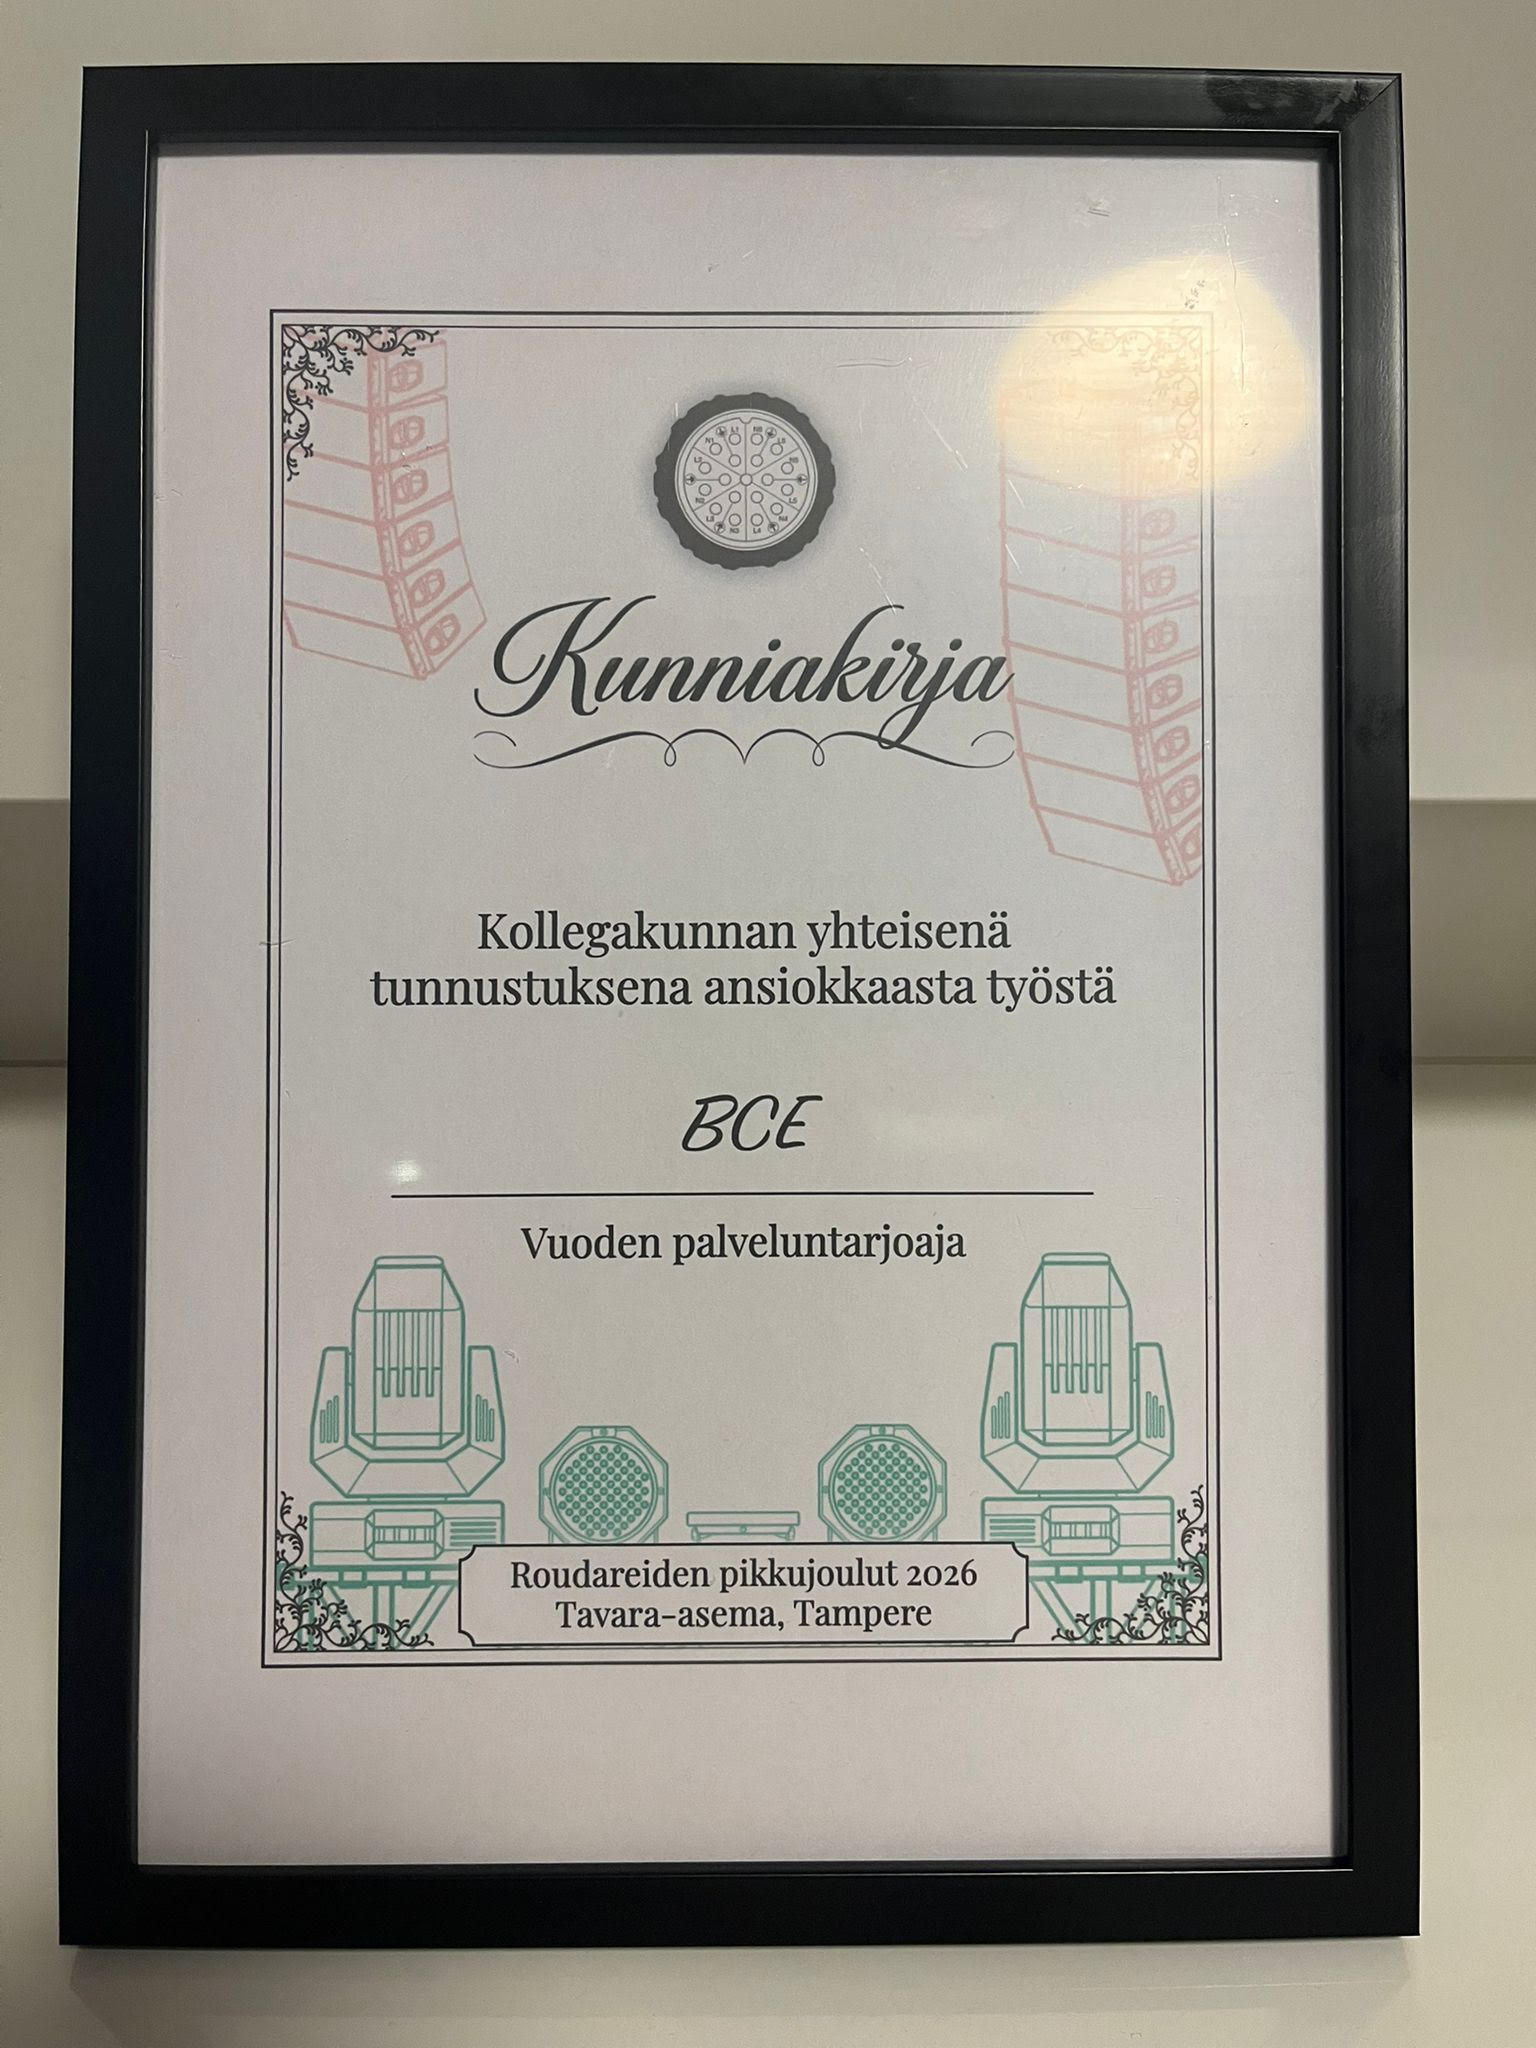 Kunniakirja
Kollegakunnan yhteisenä
tunnustuksena ansiokkaasta työstä
BCE
Vuoden palveluntarjoaja
Roudareiden pikkujoulut 2026
Tavara-asema, Tampere